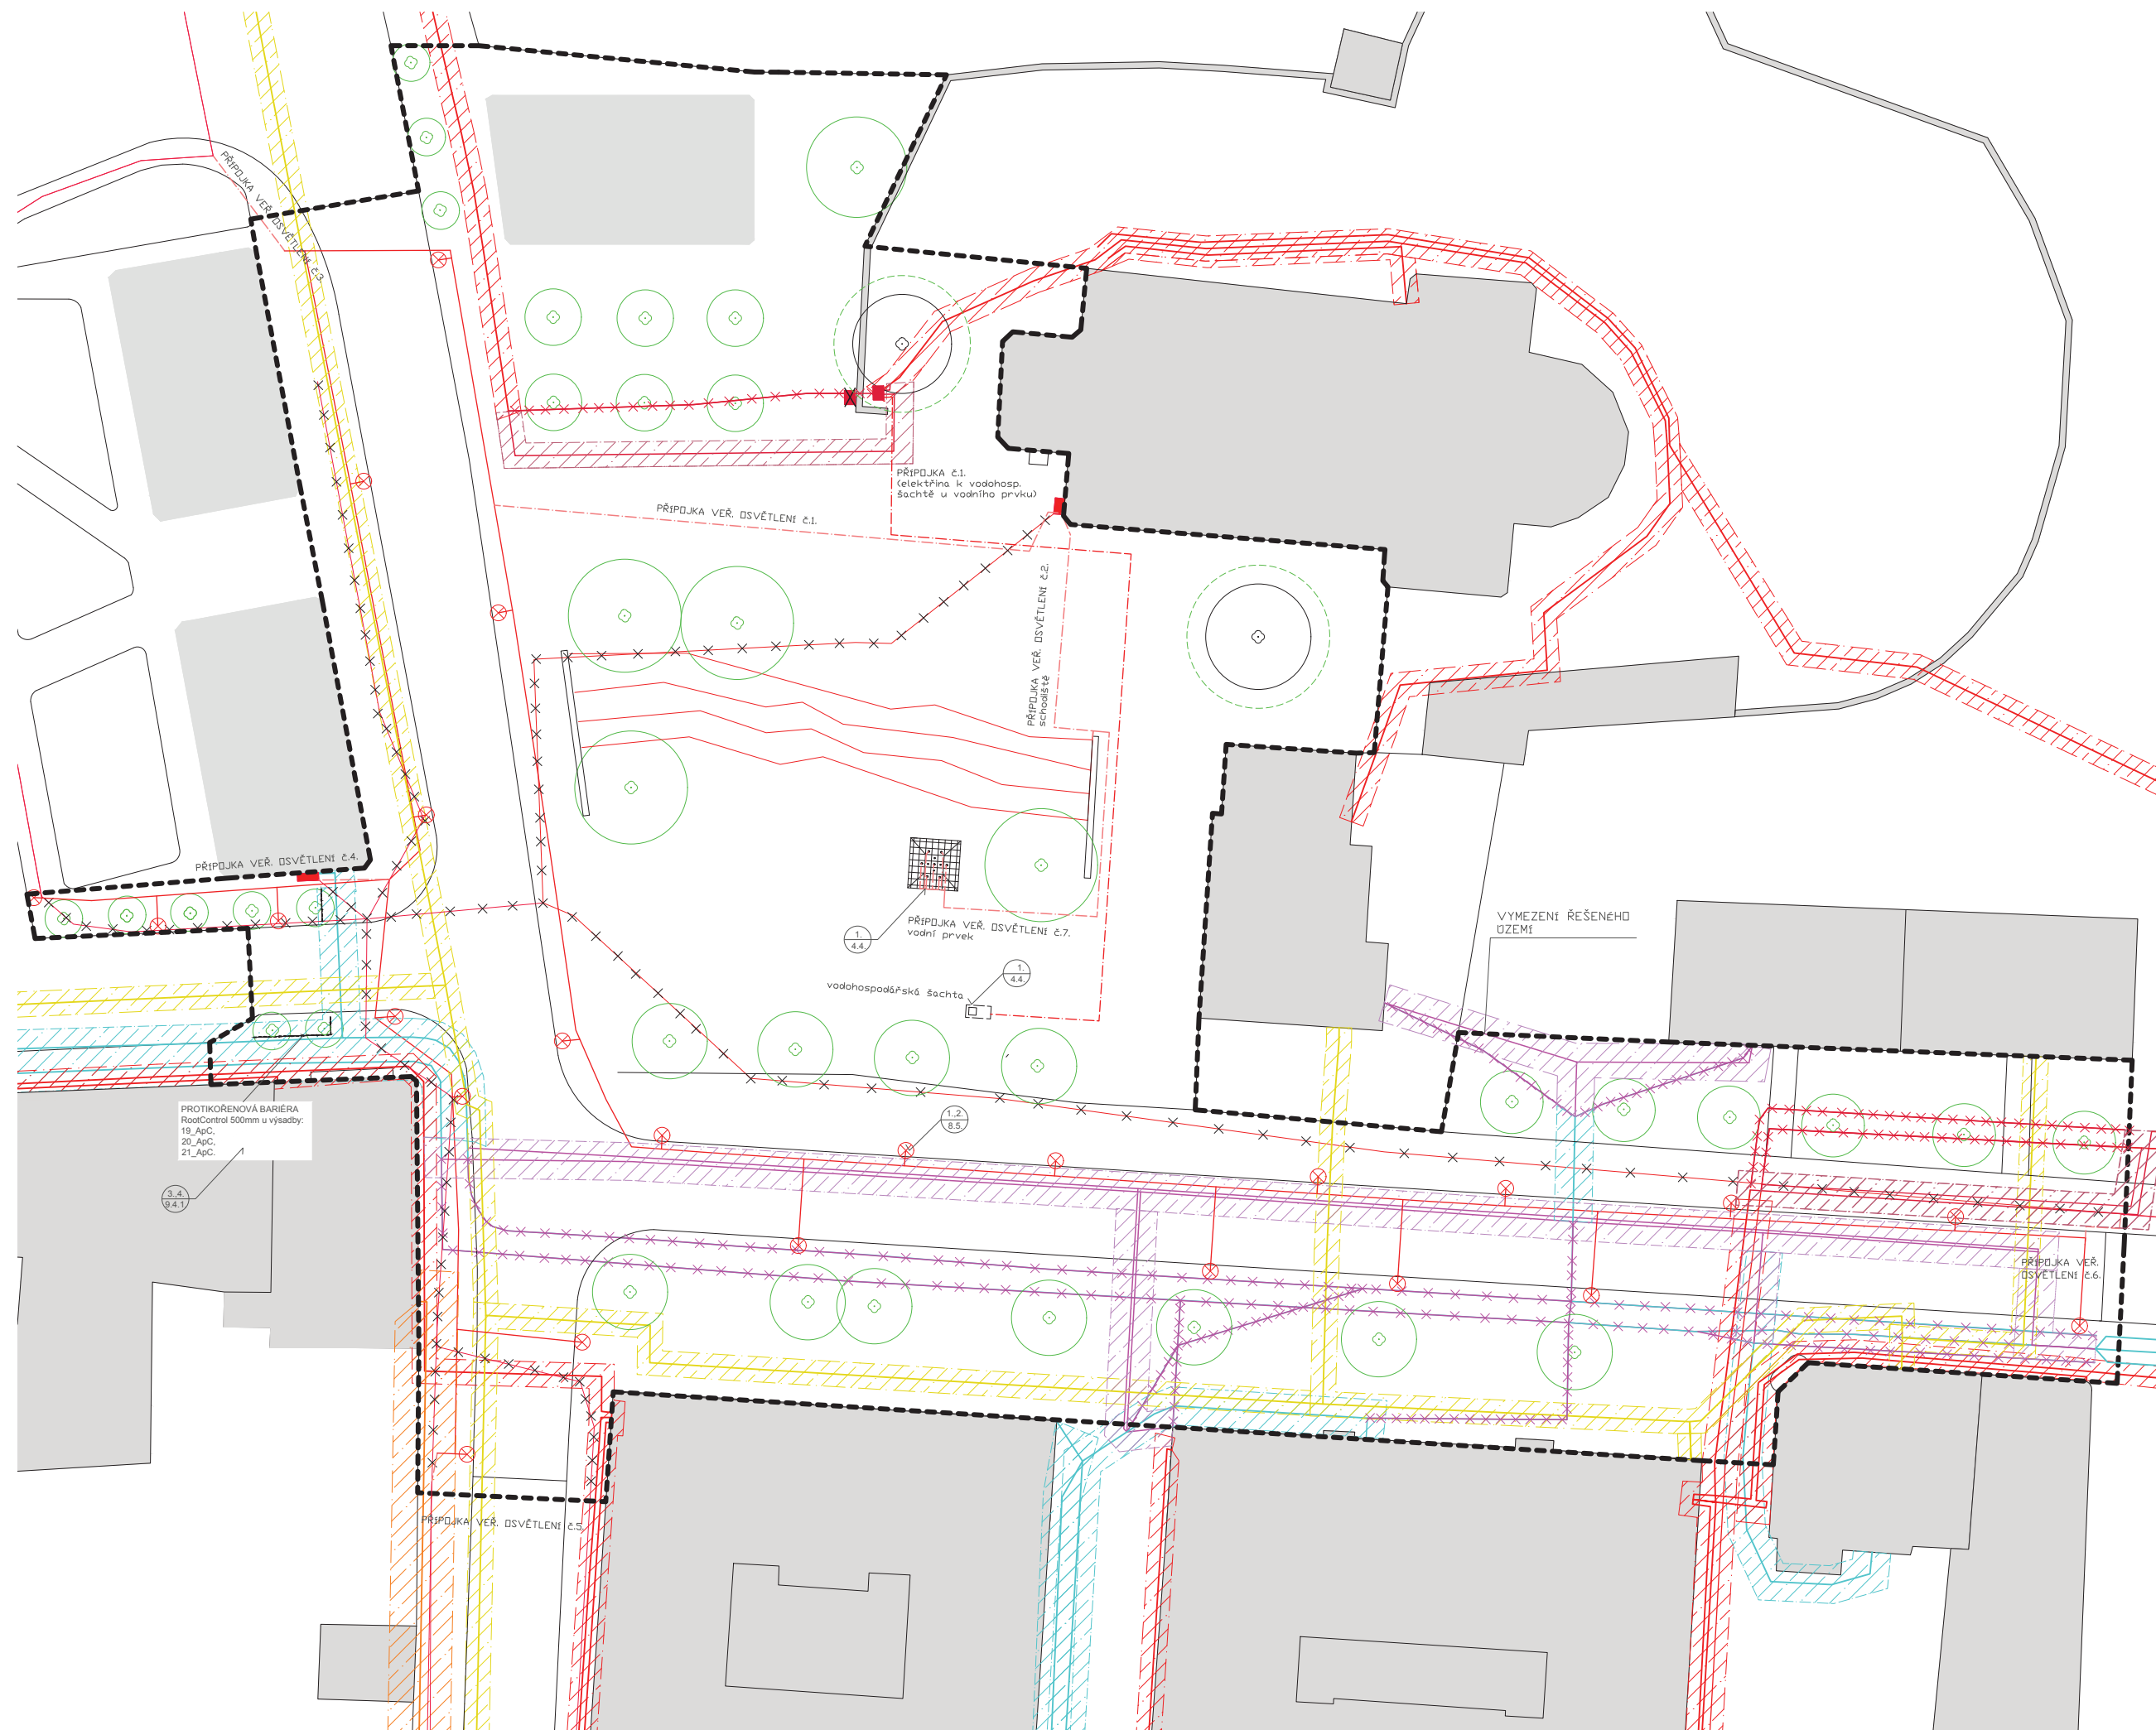 PŘÍPOJKA VEŘ. OSVĚTLENÍ č.3.
PŘÍPOJKA č.1.
(elektřina k vodohosp.
šachtě u vodního prvku)
PŘÍPOJKA VEŘ. OSVĚTLENÍ č.1.
PŘÍPOJKA VEŘ. OSVĚTLENÍ č.2.
schodiště
PŘÍPOJKA VEŘ. OSVĚTLENÍ č.4.
PŘÍPOJKA VEŘ. OSVĚTLENÍ č.7.
vodní prvek
1.
4.4.
VYMEZENÍ ŘEŠENÉHO
ÚZEMÍ
1.
4.4.
vodohospodářská šachta
PROTIKOŘENOVÁ BARIÉRA
RootControl 500mm u výsadby:
19_ApC,
20_ApC,
21_ApC.
1.,2.
8.5.
3.,4.
9.4.1
PŘÍPOJKA VEŘ.
OSVĚTLENÍ č.6.
PŘÍPOJKA VEŘ. OSVĚTLENÍ č.5.